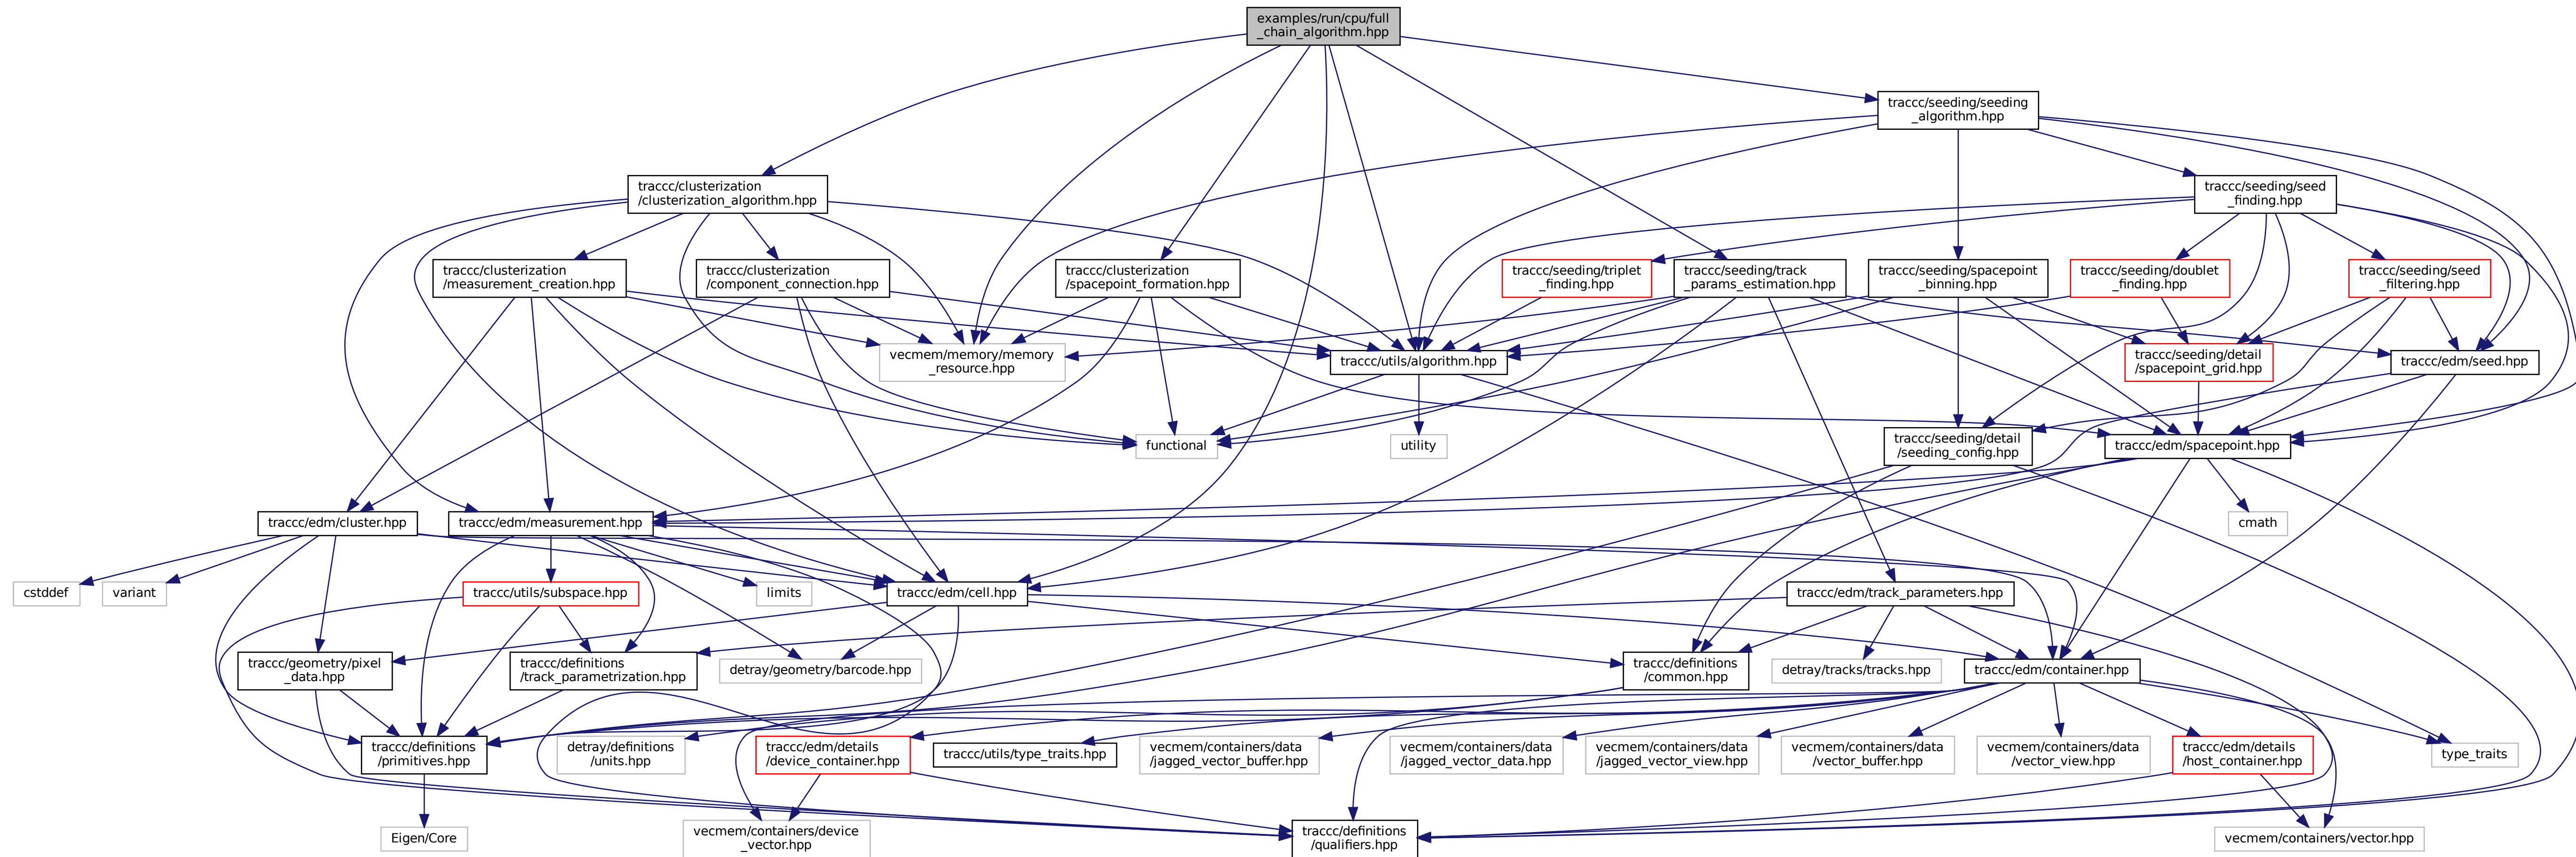 examples/run/cpu/full
_chain_algorithm.hpp
traccc/seeding/seeding
_algorithm.hpp
traccc/clusterization
/clusterization_algorithm.hpp
traccc/seeding/seed
_finding.hpp
traccc/clusterization
/measurement_creation.hpp
traccc/clusterization
/component_connection.hpp
traccc/clusterization
/spacepoint_formation.hpp
traccc/seeding/triplet
_finding.hpp
traccc/seeding/track
_params_estimation.hpp
traccc/seeding/spacepoint
_binning.hpp
traccc/seeding/doublet
_finding.hpp
traccc/seeding/seed
_filtering.hpp
vecmem/memory/memory
_resource.hpp
traccc/utils/algorithm.hpp
traccc/seeding/detail
/spacepoint_grid.hpp
traccc/edm/seed.hpp
functional
utility
traccc/seeding/detail
/seeding_config.hpp
traccc/edm/spacepoint.hpp
traccc/edm/cluster.hpp
traccc/edm/measurement.hpp
cmath
cstddef
variant
traccc/utils/subspace.hpp
limits
traccc/edm/cell.hpp
traccc/edm/track_parameters.hpp
traccc/geometry/pixel
_data.hpp
traccc/definitions
/track_parametrization.hpp
detray/geometry/barcode.hpp
traccc/definitions
/common.hpp
detray/tracks/tracks.hpp
traccc/edm/container.hpp
traccc/definitions
/primitives.hpp
detray/definitions
/units.hpp
traccc/edm/details
/device_container.hpp
traccc/utils/type_traits.hpp
vecmem/containers/data
/jagged_vector_buffer.hpp
vecmem/containers/data
/jagged_vector_data.hpp
vecmem/containers/data
/jagged_vector_view.hpp
vecmem/containers/data
/vector_buffer.hpp
vecmem/containers/data
/vector_view.hpp
traccc/edm/details
/host_container.hpp
type_traits
Eigen/Core
vecmem/containers/device
_vector.hpp
traccc/definitions
/qualifiers.hpp
vecmem/containers/vector.hpp